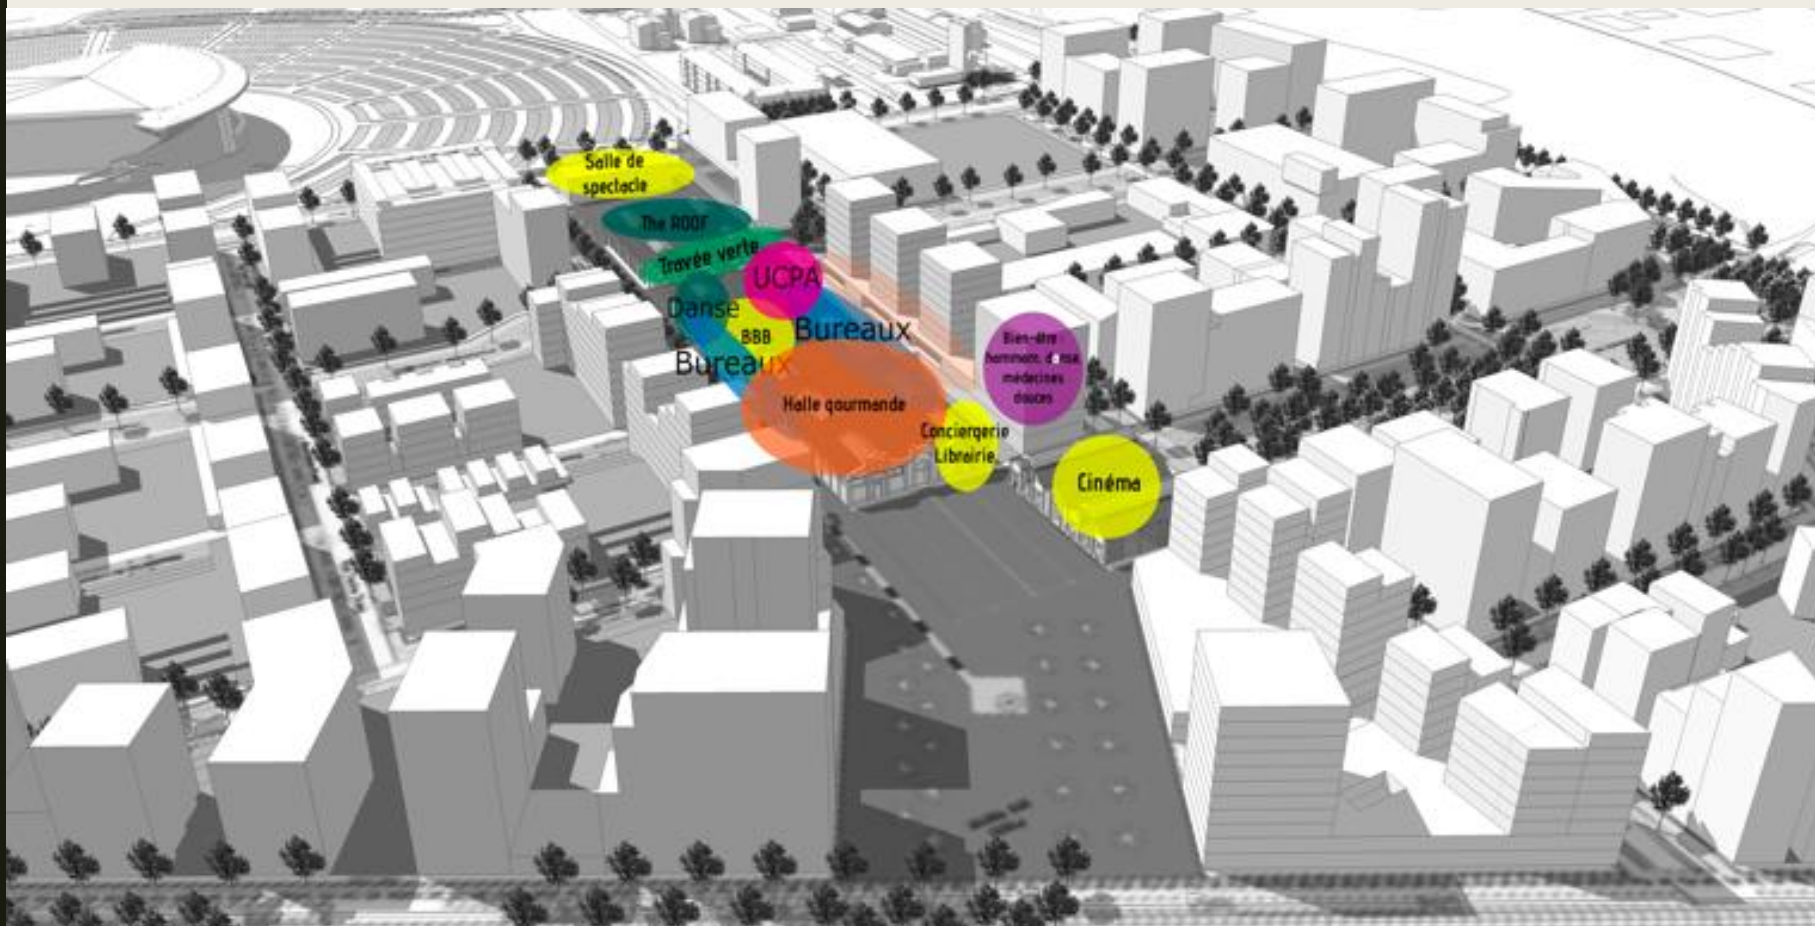 Salle de
spectacle
The ROOF
Travée verte
UCPA
Danse
BBB
Bureaux
Bureaux
Bien-être :
hammam, danse,
médecines
douces
Halle gourmande
Conciergerie
Librairie,
Cinéma